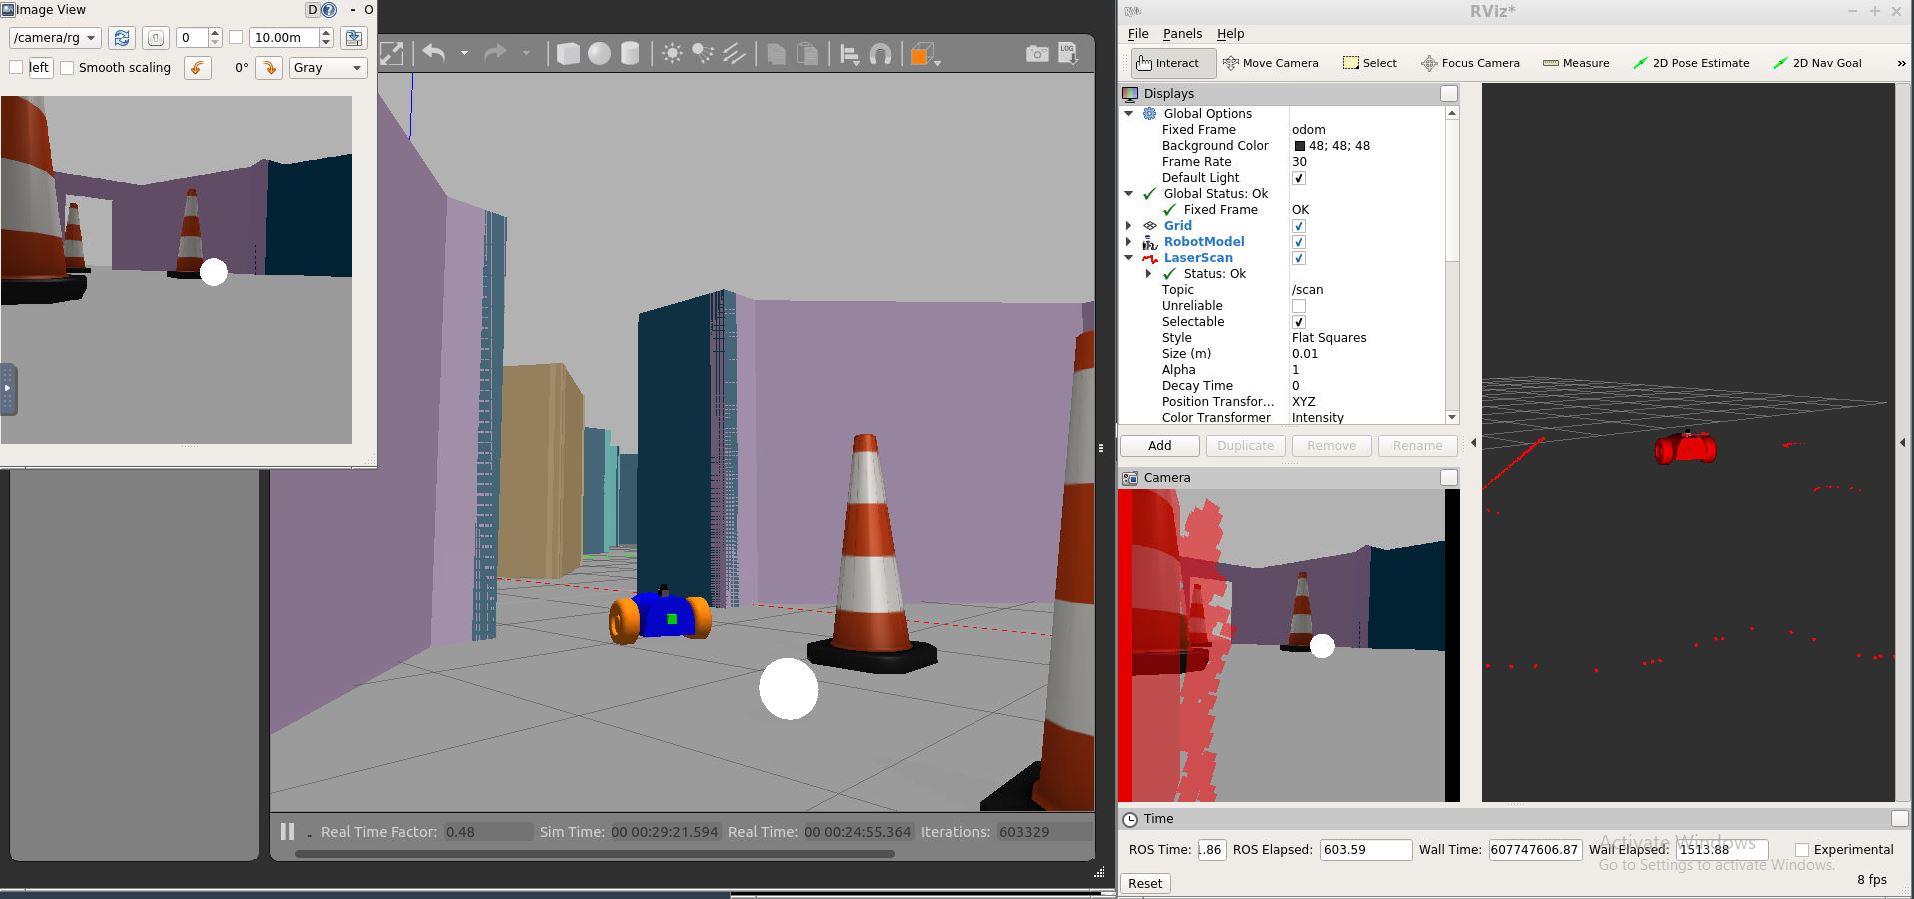 Image View
D
- O
/camera/rg
0
10.00m
left
Smooth scaling
0°
Gray
LOG
Real Time Factor: 0.48 Sim Time: 00 00:29:21.594 Real Time: 00 00:24:55.364 Iterations: 603329
RViz*
File Panels Help
Interact Move Camera Select Focus Camera Measure 2D Pose Estimate 2D Nav Goal »
Displays
Global Options
Fixed Frame odom
Background Color 48; 48; 48
Frame Rate 30
Default Light
Global Status: Ok
Fixed Frame OK
Grid
RobotModel
LaserScan
Status: Ok
Topic /scan
Unreliable
Selectable
Style Flat Squares
Size (m) 0.01
Alpha 1
Decay Time 0
Position Transfor... XYZ
Color Transformer Intensity
Add Duplicate Remove Rename
Camera
Time
ROS Time: 1.86 ROS Elapsed: 603.59 Wall Time: 607747606.87 Wall Elapsed: 1513.88 Experimental
Activate Windows
Go to Settings to activate Windows.
Reset
8 fps